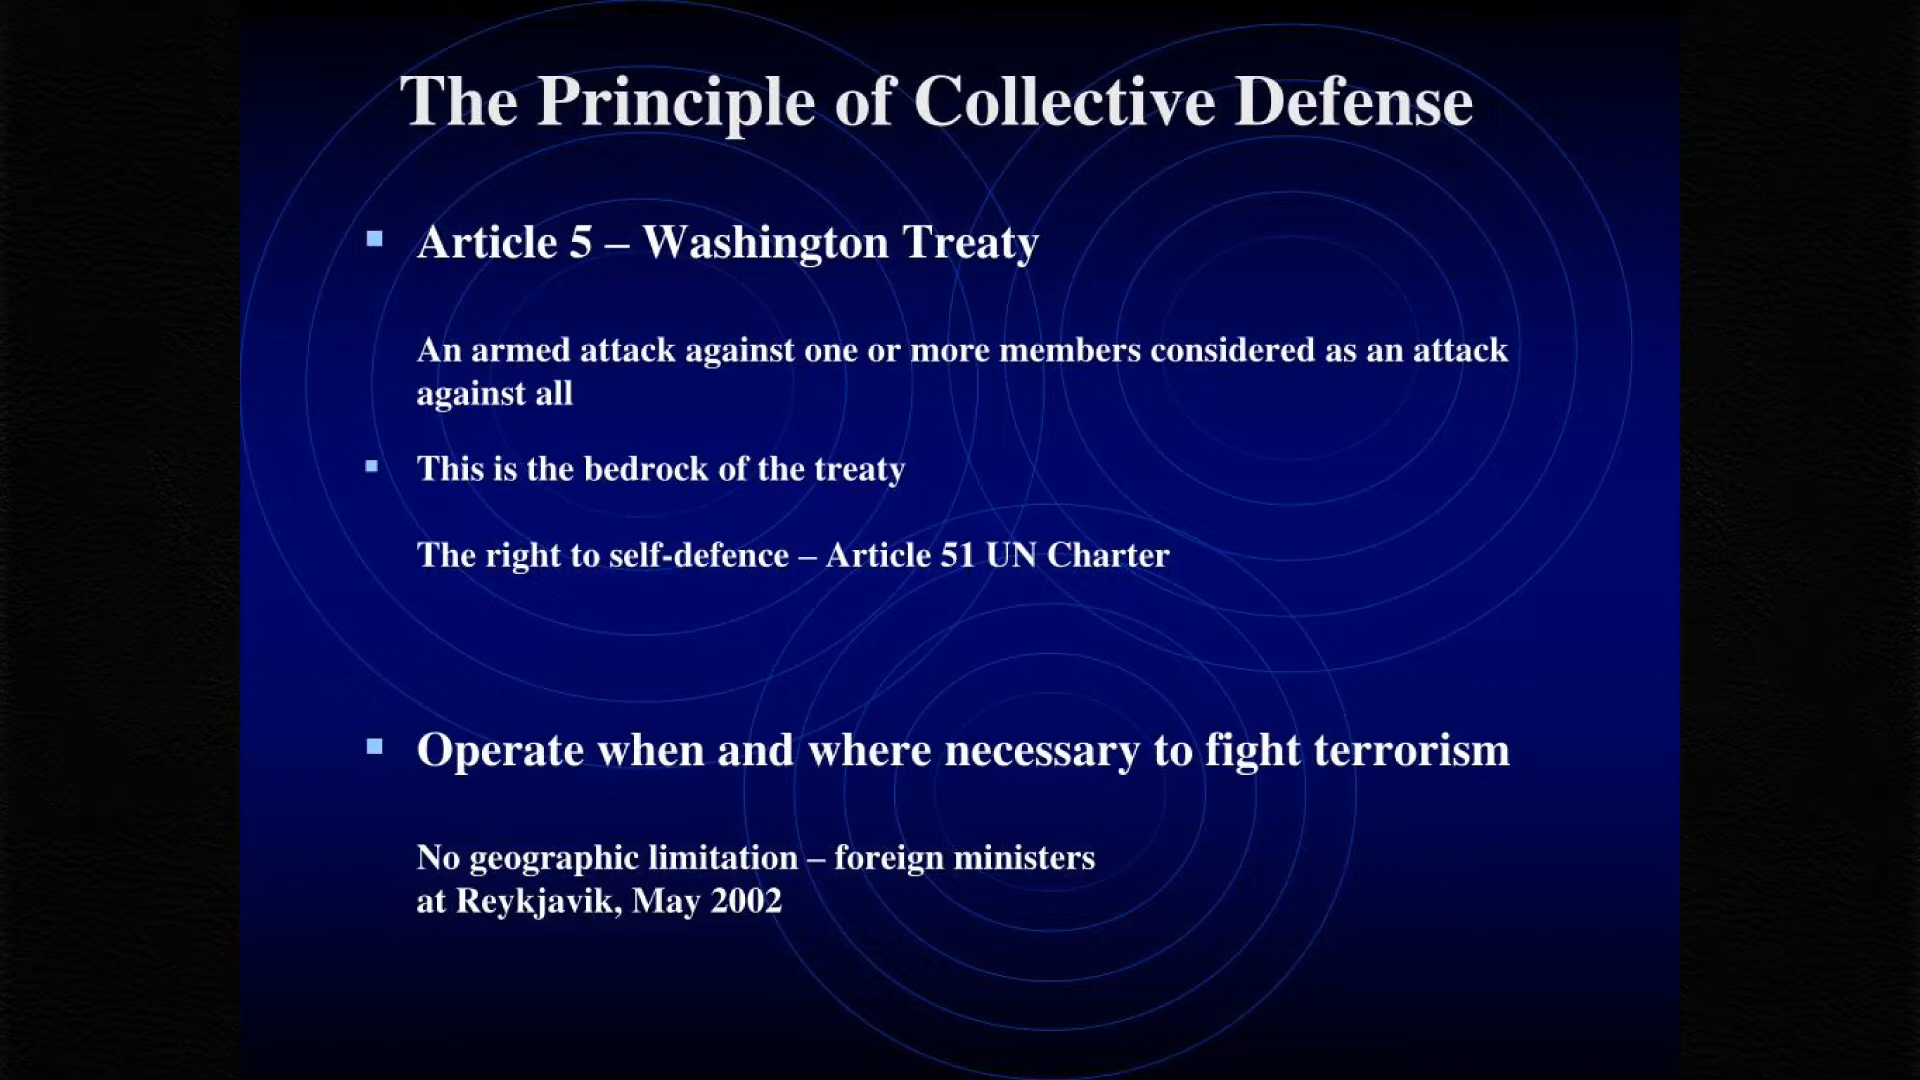 The Principle of Collective Defense
▪ Article 5 – Washington Treaty
An armed attack against one or more members considered as an attack
against all
▪ This is the bedrock of the treaty
The right to self-defence – Article 51 UN Charter
▪ Operate when and where necessary to fight terrorism
No geographic limitation – foreign ministers
at Reykjavik, May 2002